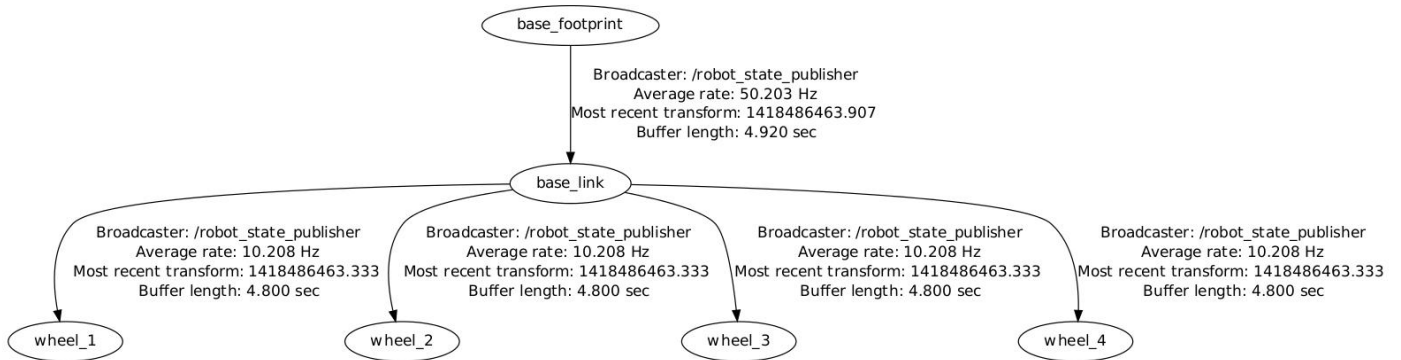 base_footprint
Broadcaster: /robot_state_publisher
Average rate: 50.203 Hz
Most recent transform: 1418486463.907
Buffer length: 4.920 sec
base_link
Broadcaster: /robot_state_publisher
Average rate: 10.208 Hz
Most recent transform: 1418486463.333
Buffer length: 4.800 sec
Broadcaster: /robot_state_publisher
Average rate: 10.208 Hz
Most recent transform: 1418486463.333
Buffer length: 4.800 sec
Broadcaster: /robot_state_publisher
Average rate: 10.208 Hz
Most recent transform: 1418486463.333
Buffer length: 4.800 sec
Broadcaster: /robot_state_publisher
Average rate: 10.208 Hz
Most recent transform: 1418486463.333
Buffer length: 4.800 sec
wheel_1
wheel_2
wheel_3
wheel_4